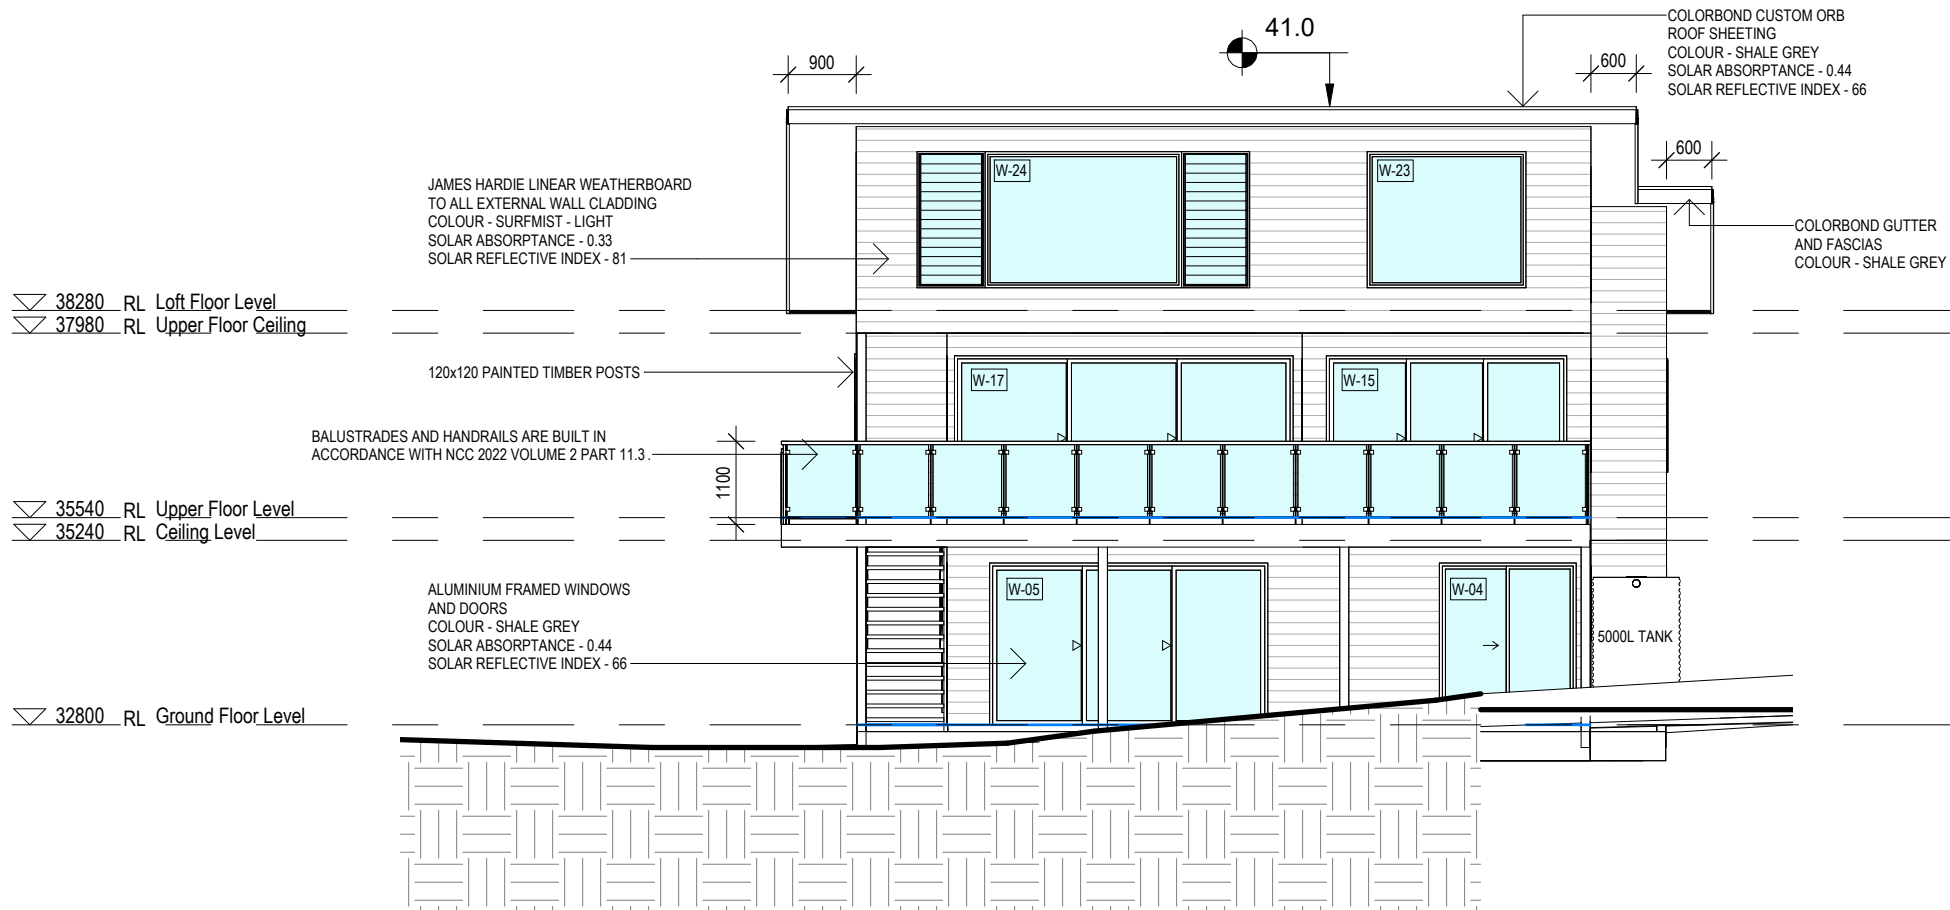 41.0
900
600
COLORBOND CUSTOM ORB
ROOF SHEETING
COLOUR - SHALE GREY
SOLAR ABSORPTANCE - 0.44
SOLAR REFLECTIVE INDEX - 66
600
W-24
W-23
JAMES HARDIE LINEAR WEATHERBOARD
TO ALL EXTERNAL WALL CLADDING
COLOUR - SURFMIST - LIGHT
SOLAR ABSORPTANCE - 0.33
SOLAR REFLECTIVE INDEX - 81
COLORBOND GUTTER
AND FASCIAS
COLOUR - SHALE GREY
38280 RL Loft Floor Level
37980 RL Upper Floor Ceiling
120x120 PAINTED TIMBER POSTS
W-17
W-15
BALUSTRADES AND HANDRAILS ARE BUILT IN
ACCORDANCE WITH NCC 2022 VOLUME 2 PART 11.3 .
1100
35540 RL Upper Floor Level
35240 RL Ceiling Level
ALUMINIUM FRAMED WINDOWS
AND DOORS
COLOUR - SHALE GREY
SOLAR ABSORPTANCE - 0.44
SOLAR REFLECTIVE INDEX - 66
W-05
W-04
5000L TANK
32800 RL Ground Floor Level